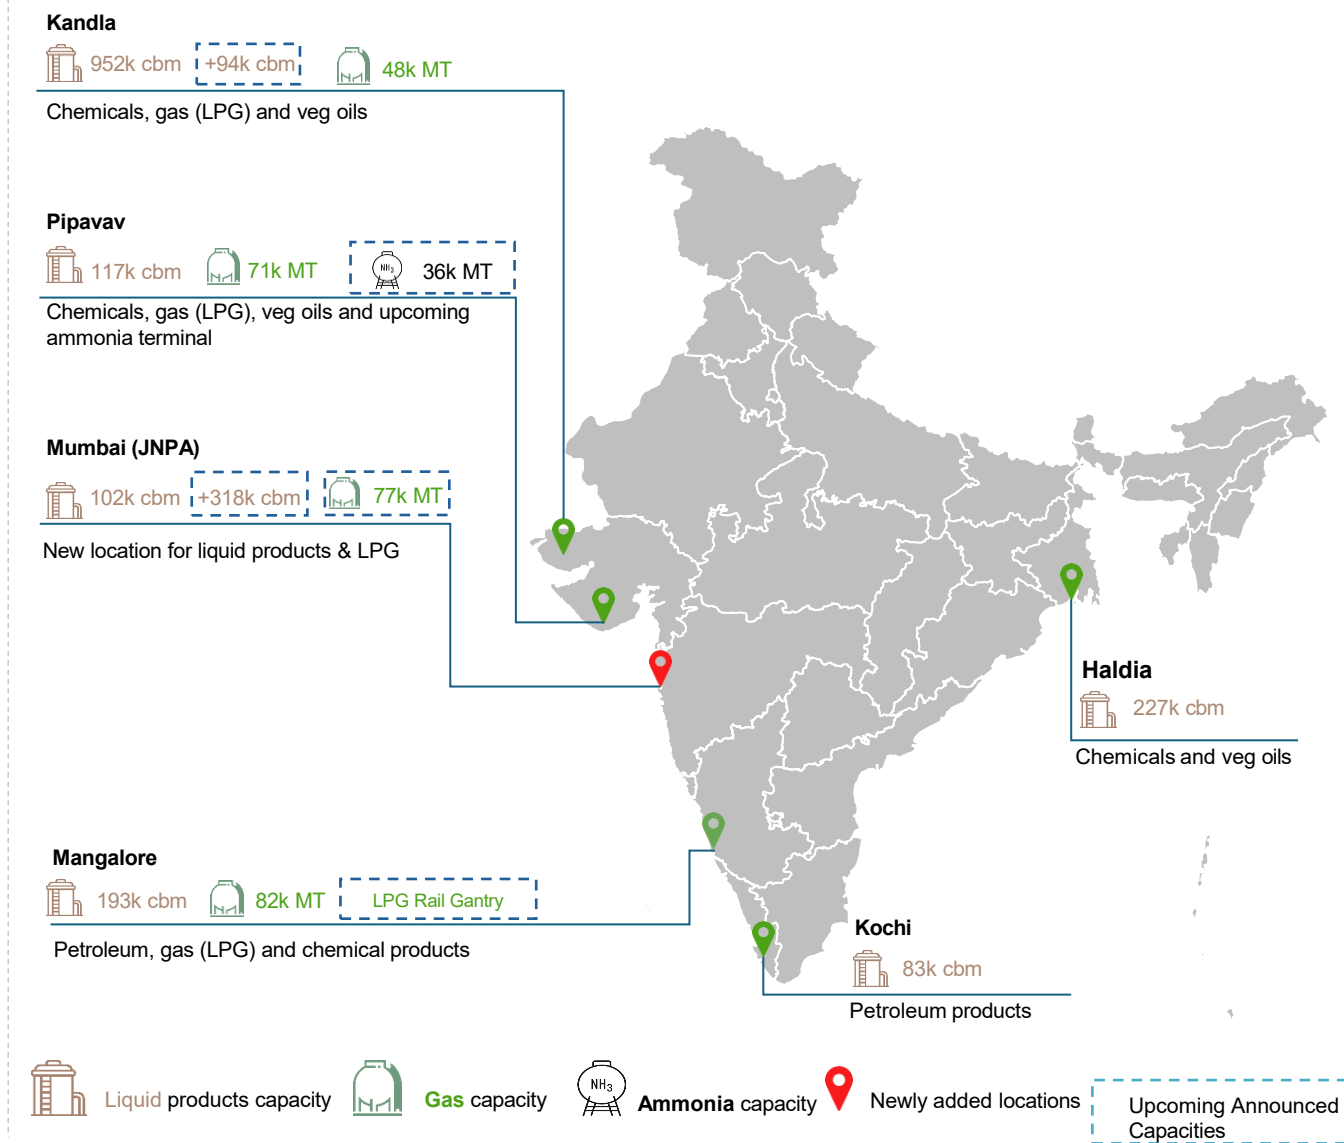 Kandla
952k cbm +94k cbm 48k MT
Chemicals, gas (LPG) and veg oils
Pipavav
117k cbm 71k MT NH3 36k MT
Chemicals, gas (LPG), veg oils and upcoming
ammonia terminal
Mumbai (JNPA)
102k cbm +318k cbm 77k MT
New location for liquid products & LPG
Haldia
227k cbm
Chemicals and veg oils
Mangalore
193k cbm 82k MT LPG Rail Gantry
Petroleum, gas (LPG) and chemical products
Kochi
83k cbm
Petroleum products
Liquid products capacity
Gas capacity
NH3 Ammonia capacity
Newly added locations
Upcoming Announced
Capacities